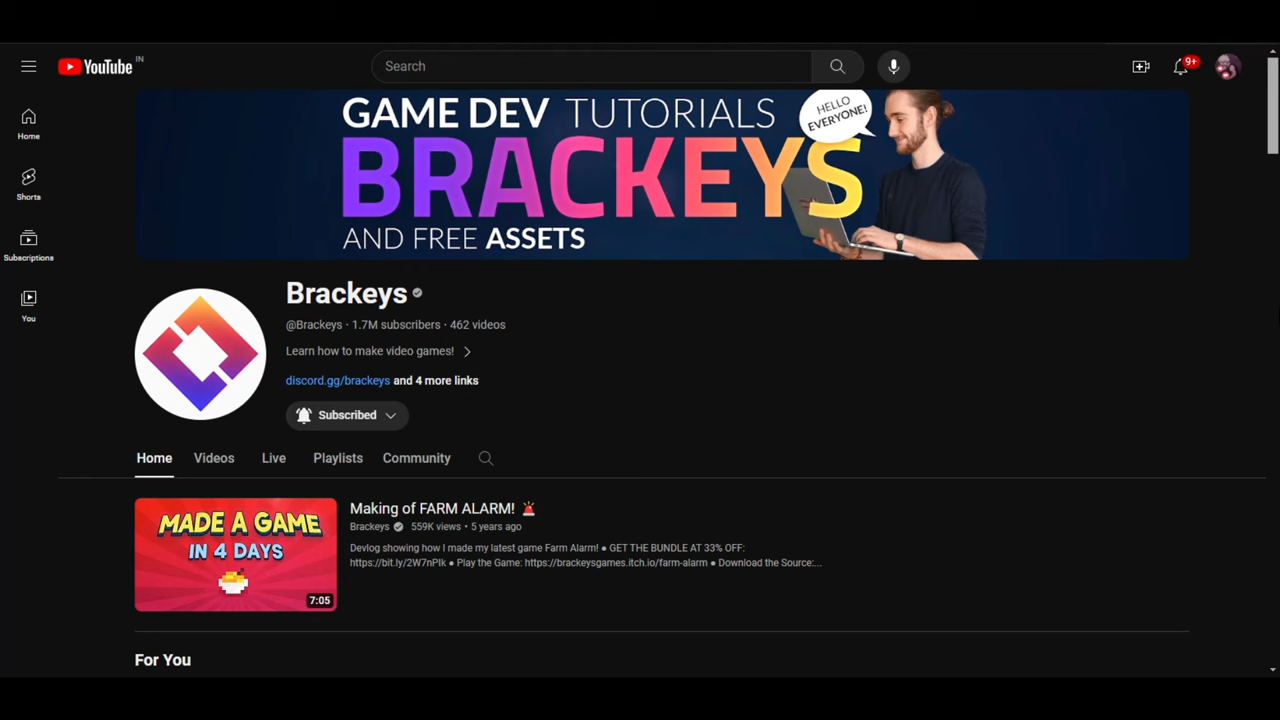 YouTube IN
Search
9+
Home
Shorts
Subscriptions
You
GAME DEV TUTORIALS
BRACKEYS
AND FREE ASSETS
HELLO
EVERYONE!
Brackeys
@Brackeys · 1.7M subscribers · 462 videos
Learn how to make video games!
discord.gg/brackeys and 4 more links
Subscribed
Home Videos Live Playlists Community
MADE A GAME
IN 4 DAYS
7:05
Making of FARM ALARM! 🚨
Brackeys 559K views • 5 years ago
Devlog showing how I made my latest game Farm Alarm! ● GET THE BUNDLE AT 33% OFF:
https://bit.ly/2W7nPIk ● Play the Game: https://brackeysgames.itch.io/farm-alarm ● Download the Source:...
For You